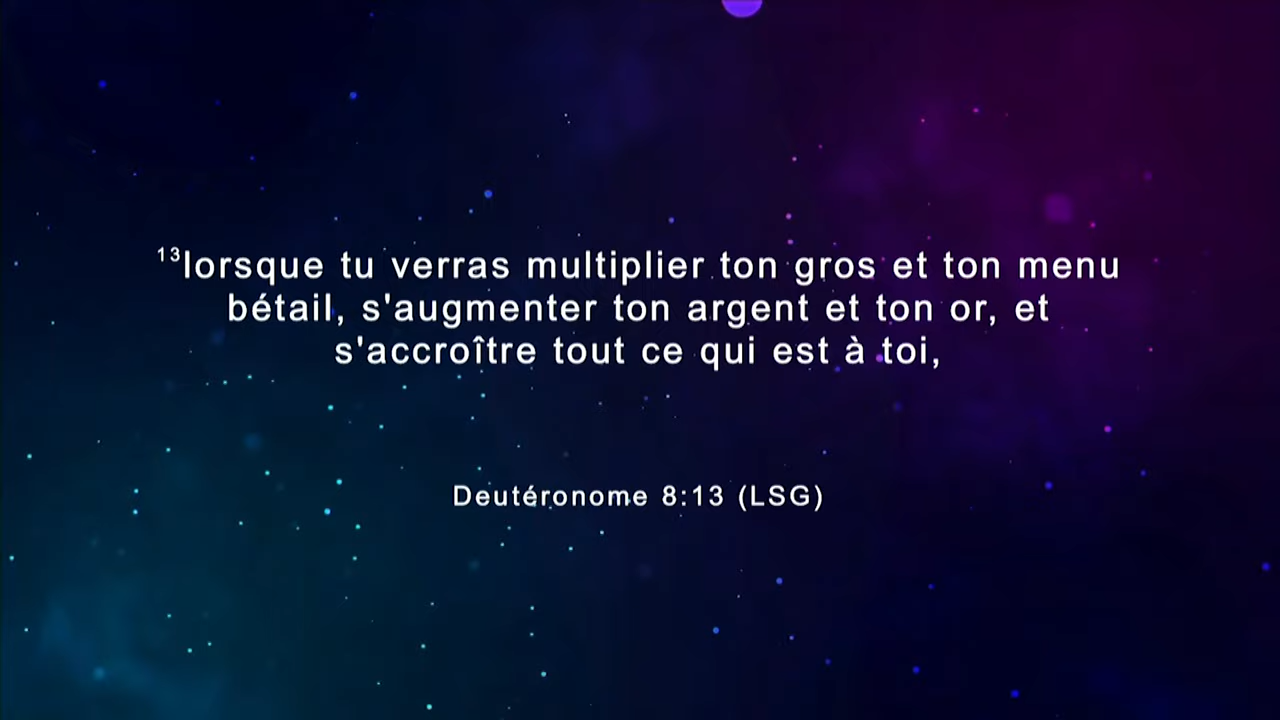 ¹³lorsque tu verras multiplier ton gros et ton menu
bétail, s'augmenter ton argent et ton or, et
s'accroître tout ce qui est à toi,
Deutéronome 8:13 (LSG)